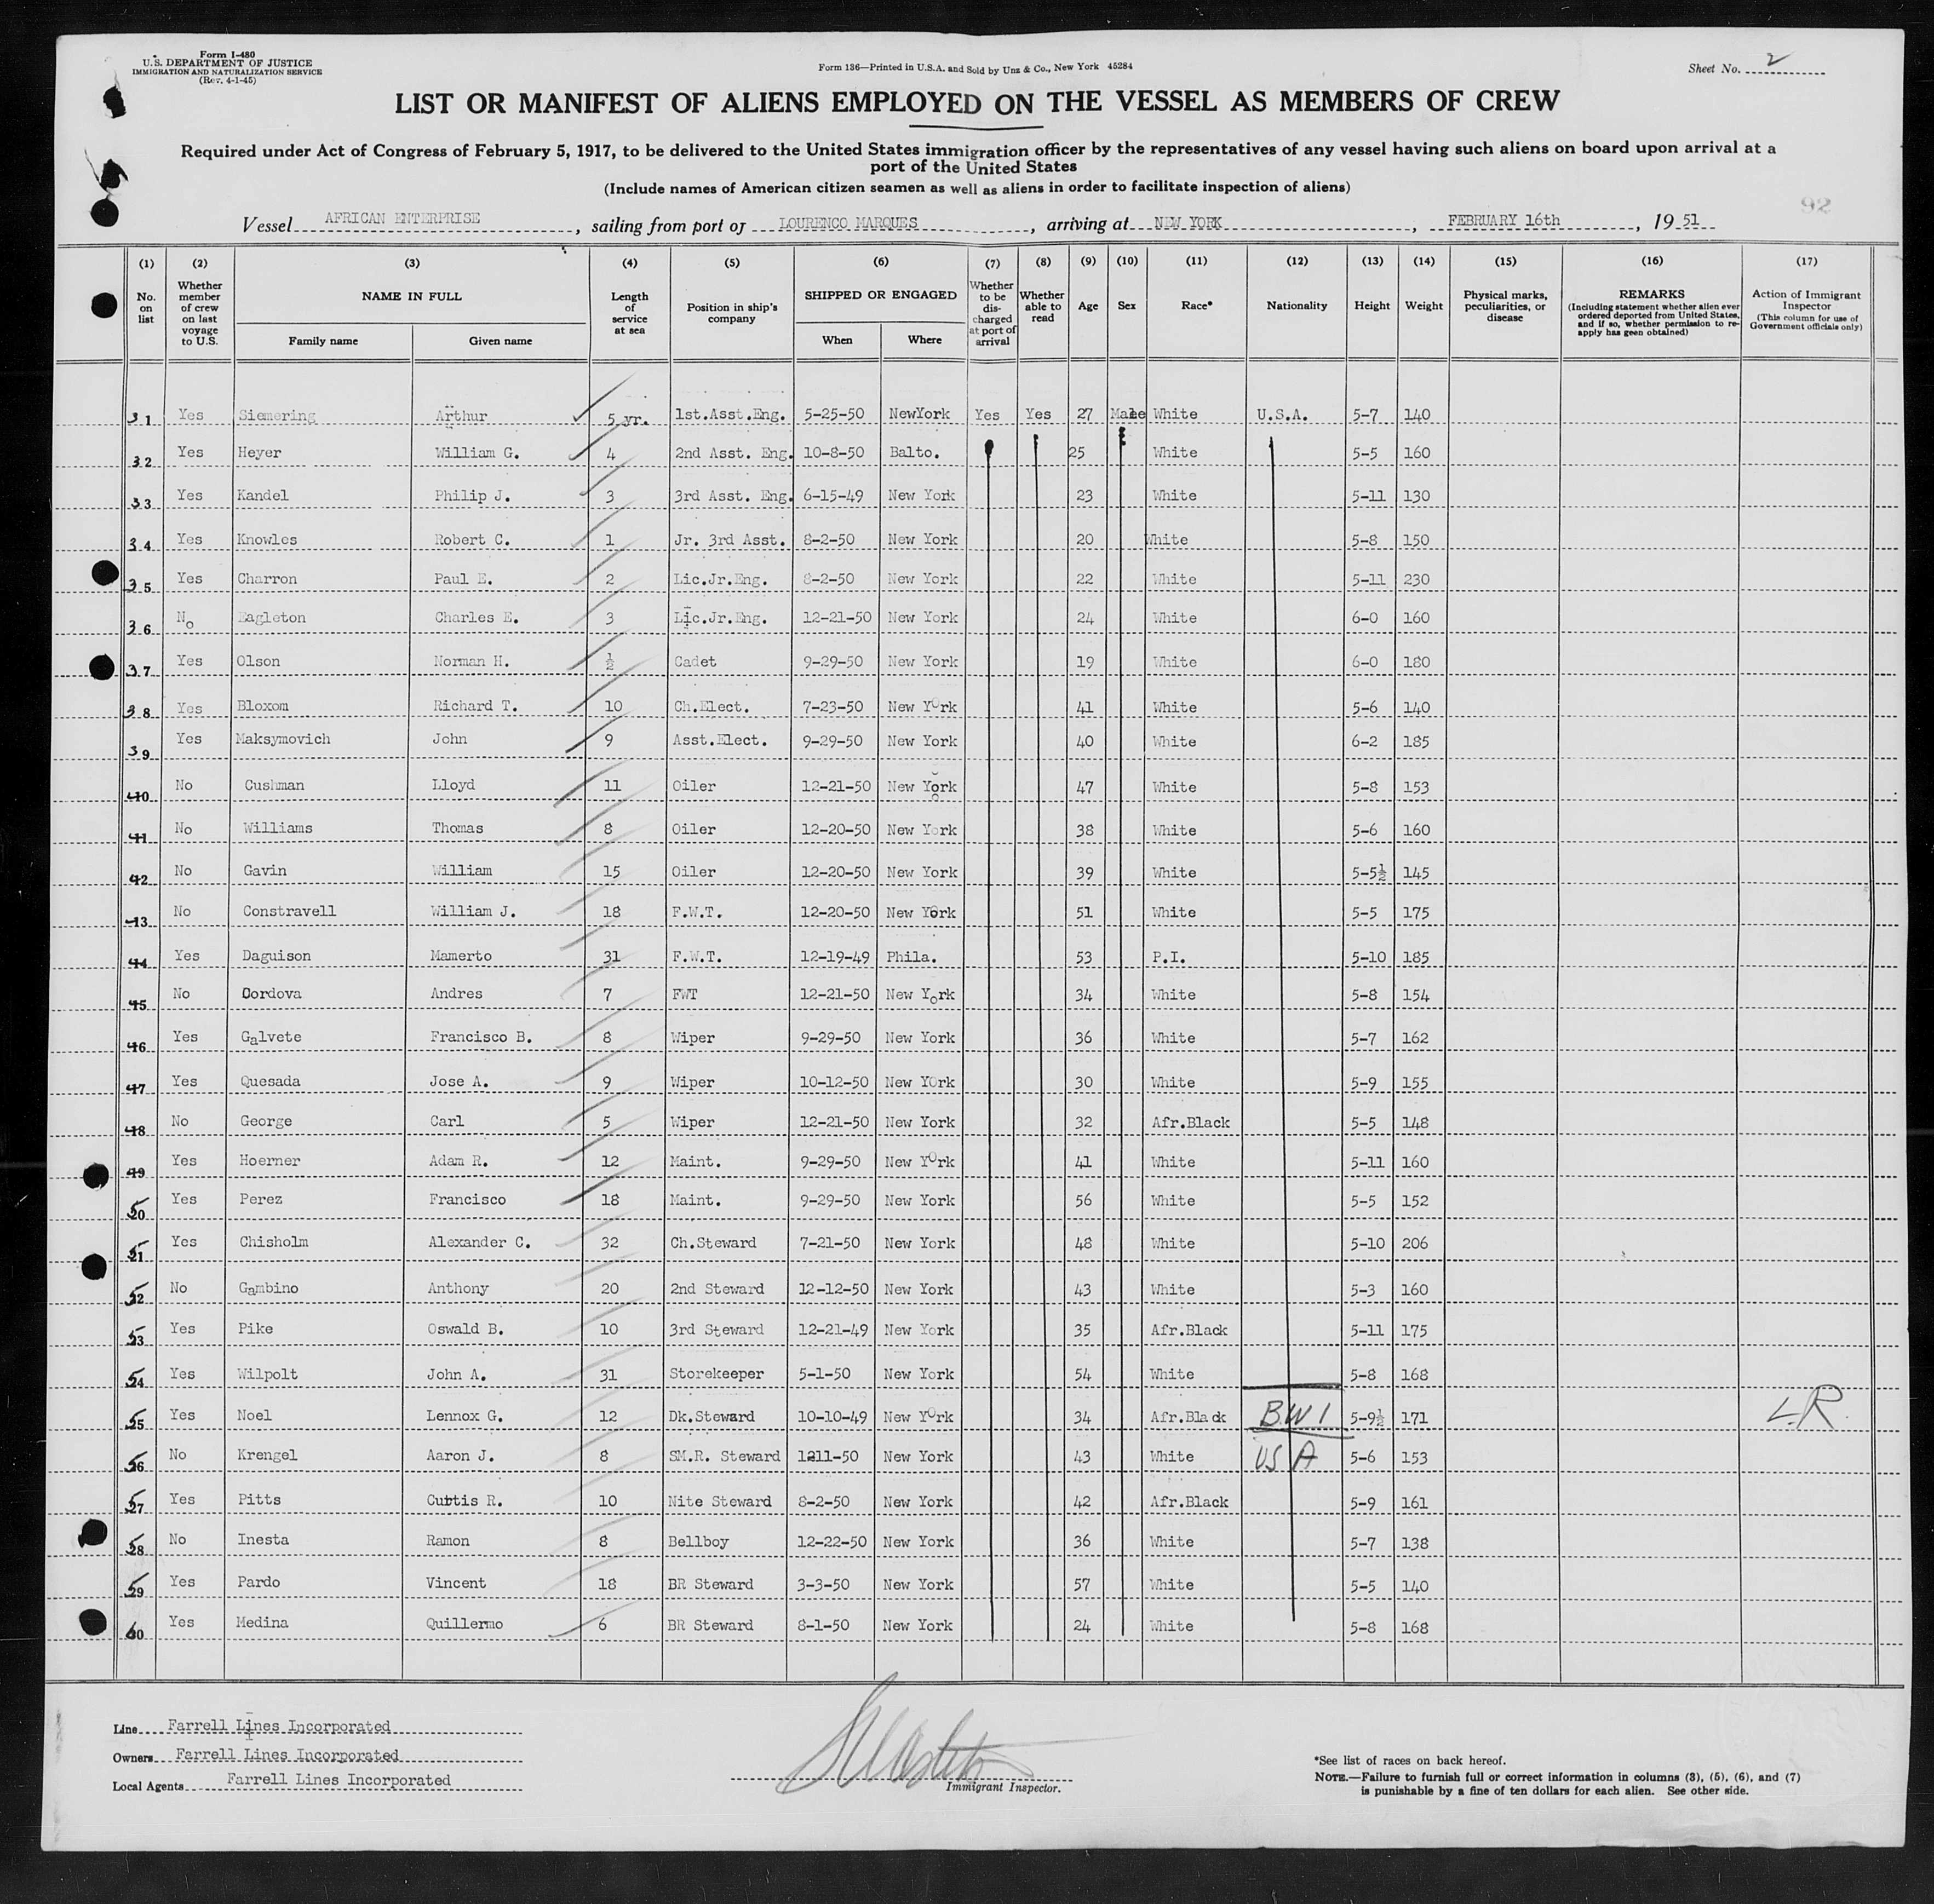 Form I-480
U.S. DEPARTMENT OF JUSTICE
IMMIGRATION AND NATURALIZATION SERVICE
(Rev. 4-1-45)
Form 136—Printed in U.S.A. and Sold by Unz & Co., New York 45284
Sheet No. 2
LIST OR MANIFEST OF ALIENS EMPLOYED ON THE VESSEL AS MEMBERS OF CREW
Required under Act of Congress of February 5, 1917, to be delivered to the United States immigration officer by the representatives of any vessel having such aliens on board upon arrival at a
port of the United States
(Include names of American citizen seamen as well as aliens in order to facilitate inspection of aliens)
92
Vessel AFRICAN ENTERPRISE, sailing from port of LOURENCO MARQUES, arriving at NEW YORK, FEBRUARY 16th, 1951
(1) No. on list
(2) Whether member of crew on last voyage to U.S.
(3) NAME IN FULL Family name Given name
(4) Length of service at sea
(5) Position in ship's company
(6) SHIPPED OR ENGAGED When Where
(7) Whether to be discharged at port of arrival
(8) Whether able to read
(9) Age
(10) Sex
(11) Race*
(12) Nationality
(13) Height
(14) Weight
(15) Physical marks, peculiarities, or disease
(16) REMARKS (Including statement whether alien ever ordered deported from United States, and if so, whether permission to reapply has geen obtained)
(17) Action of Immigrant Inspector (This column for use of Government officials only)
31 Yes Siemering Arthur 5 yr. 1st.Asst.Eng. 5-25-50 NewYork Yes Yes 27 Male White U.S.A. 5-7 140
32 Yes Heyer William G. 4 2nd Asst. Eng. 10-8-50 Balto. 25 White 5-5 160
33 Yes Kandel Philip J. 3 3rd Asst. Eng. 6-15-49 New York 23 White 5-11 130
34 Yes Knowles Robert C. 1 Jr. 3rd Asst. 8-2-50 New York 20 White 5-8 150
35 Yes Charron Paul E. 2 Lic.Jr.Eng. 8-2-50 New York 22 White 5-11 230
36 No Eagleton Charles E. 3 Lic.Jr.Eng. 12-21-50 New York 24 White 6-0 160
37 Yes Olson Norman H. ½ Cadet 9-29-50 New York 19 White 6-0 180
38 Yes Bloxom Richard T. 10 Ch.Elect. 7-23-50 New York 41 White 5-6 140
39 Yes Maksymovich John 9 Asst.Elect. 9-29-50 New York 40 White 6-2 185
40 No Cushman Lloyd 11 Oiler 12-21-50 New York 47 White 5-8 153
41 No Williams Thomas 8 Oiler 12-20-50 New York 38 White 5-6 160
42 No Gavin William 15 Oiler 12-20-50 New York 39 White 5-5½ 145
43 No Constravell William J. 18 F.W.T. 12-20-50 New York 51 White 5-5 175
44 Yes Daguison Mamerto 31 F.W.T. 12-19-49 Phila. 53 P.I. 5-10 185
45 No Cordova Andres 7 FWT 12-21-50 New York 34 White 5-8 154
46 Yes Galvete Francisco B. 8 Wiper 9-29-50 New York 36 White 5-7 162
47 Yes Quesada Jose A. 9 Wiper 10-12-50 New York 30 White 5-9 155
48 No George Carl 5 Wiper 12-21-50 New York 32 Afr.Black 5-5 148
49 Yes Hoerner Adam R. 12 Maint. 9-29-50 New York 41 White 5-11 160
50 Yes Perez Francisco 18 Maint. 9-29-50 New York 56 White 5-5 152
51 Yes Chisholm Alexander C. 32 Ch.Steward 7-21-50 New York 48 White 5-10 206
52 No Gambino Anthony 20 2nd Steward 12-12-50 New York 43 White 5-3 160
53 Yes Pike Oswald B. 10 3rd Steward 12-21-49 New York 35 Afr.Black 5-11 175
54 Yes Wilpolt John A. 31 Storekeeper 5-1-50 New York 54 White 5-8 168
55 Yes Noel Lennox G. 12 Dk.Steward 10-10-49 New York 34 Afr.Black BWI 5-9½ 171 L.R.
56 No Krengel Aaron J. 8 SM.R. Steward 1211-50 New York 43 White USA 5-6 153
57 Yes Pitts Curtis R. 10 Nite Steward 8-2-50 New York 42 Afr.Black 5-9 161
58 No Inesta Ramon 8 Bellboy 12-22-50 New York 36 White 5-7 138
59 Yes Pardo Vincent 18 BR Steward 3-3-50 New York 57 White 5-5 140
60 Yes Medina Quillermo 6 BR Steward 8-1-50 New York 24 White 5-8 168
Line Farrell Lines Incorporated
Owners Farrell Lines Incorporated
Local Agents Farrell Lines Incorporated
Immigrant Inspector.
*See list of races on back hereof.
NOTE.—Failure to furnish full or correct information in columns (3), (5), (6), and (7)
is punishable by a fine of ten dollars for each alien. See other side.